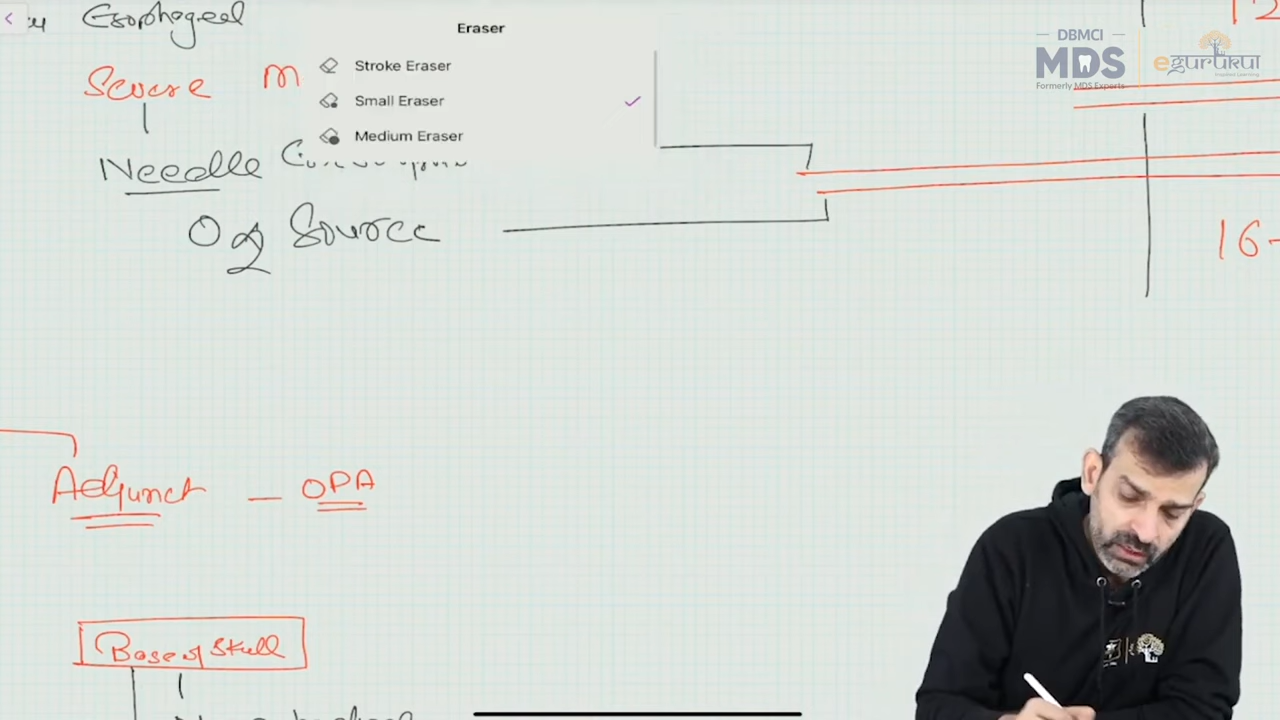 Esophageal
Eraser
Stroke Eraser
Small Eraser
Medium Eraser
DBMCI
MDS
Formerly MDS Experts
eगुरुकुल
12
Severe M
Needle
O2 Source
16-
Adjunct - OPA
Base of Skull